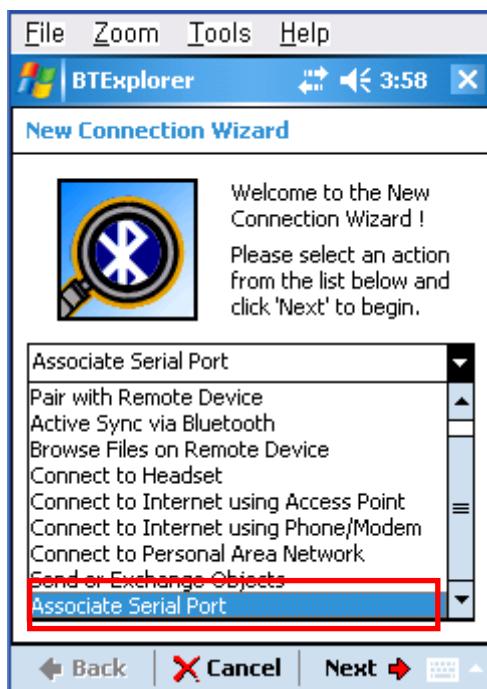 File Zoom Tools Help
BTExplorer 3:58
New Connection Wizard
Welcome to the New
Connection Wizard !
Please select an action
from the list below and
click 'Next' to begin.
Associate Serial Port
Pair with Remote Device
Active Sync via Bluetooth
Browse Files on Remote Device
Connect to Headset
Connect to Internet using Access Point
Connect to Internet using Phone/Modem
Connect to Personal Area Network
Send or Exchange Objects
Associate Serial Port
Back Cancel Next